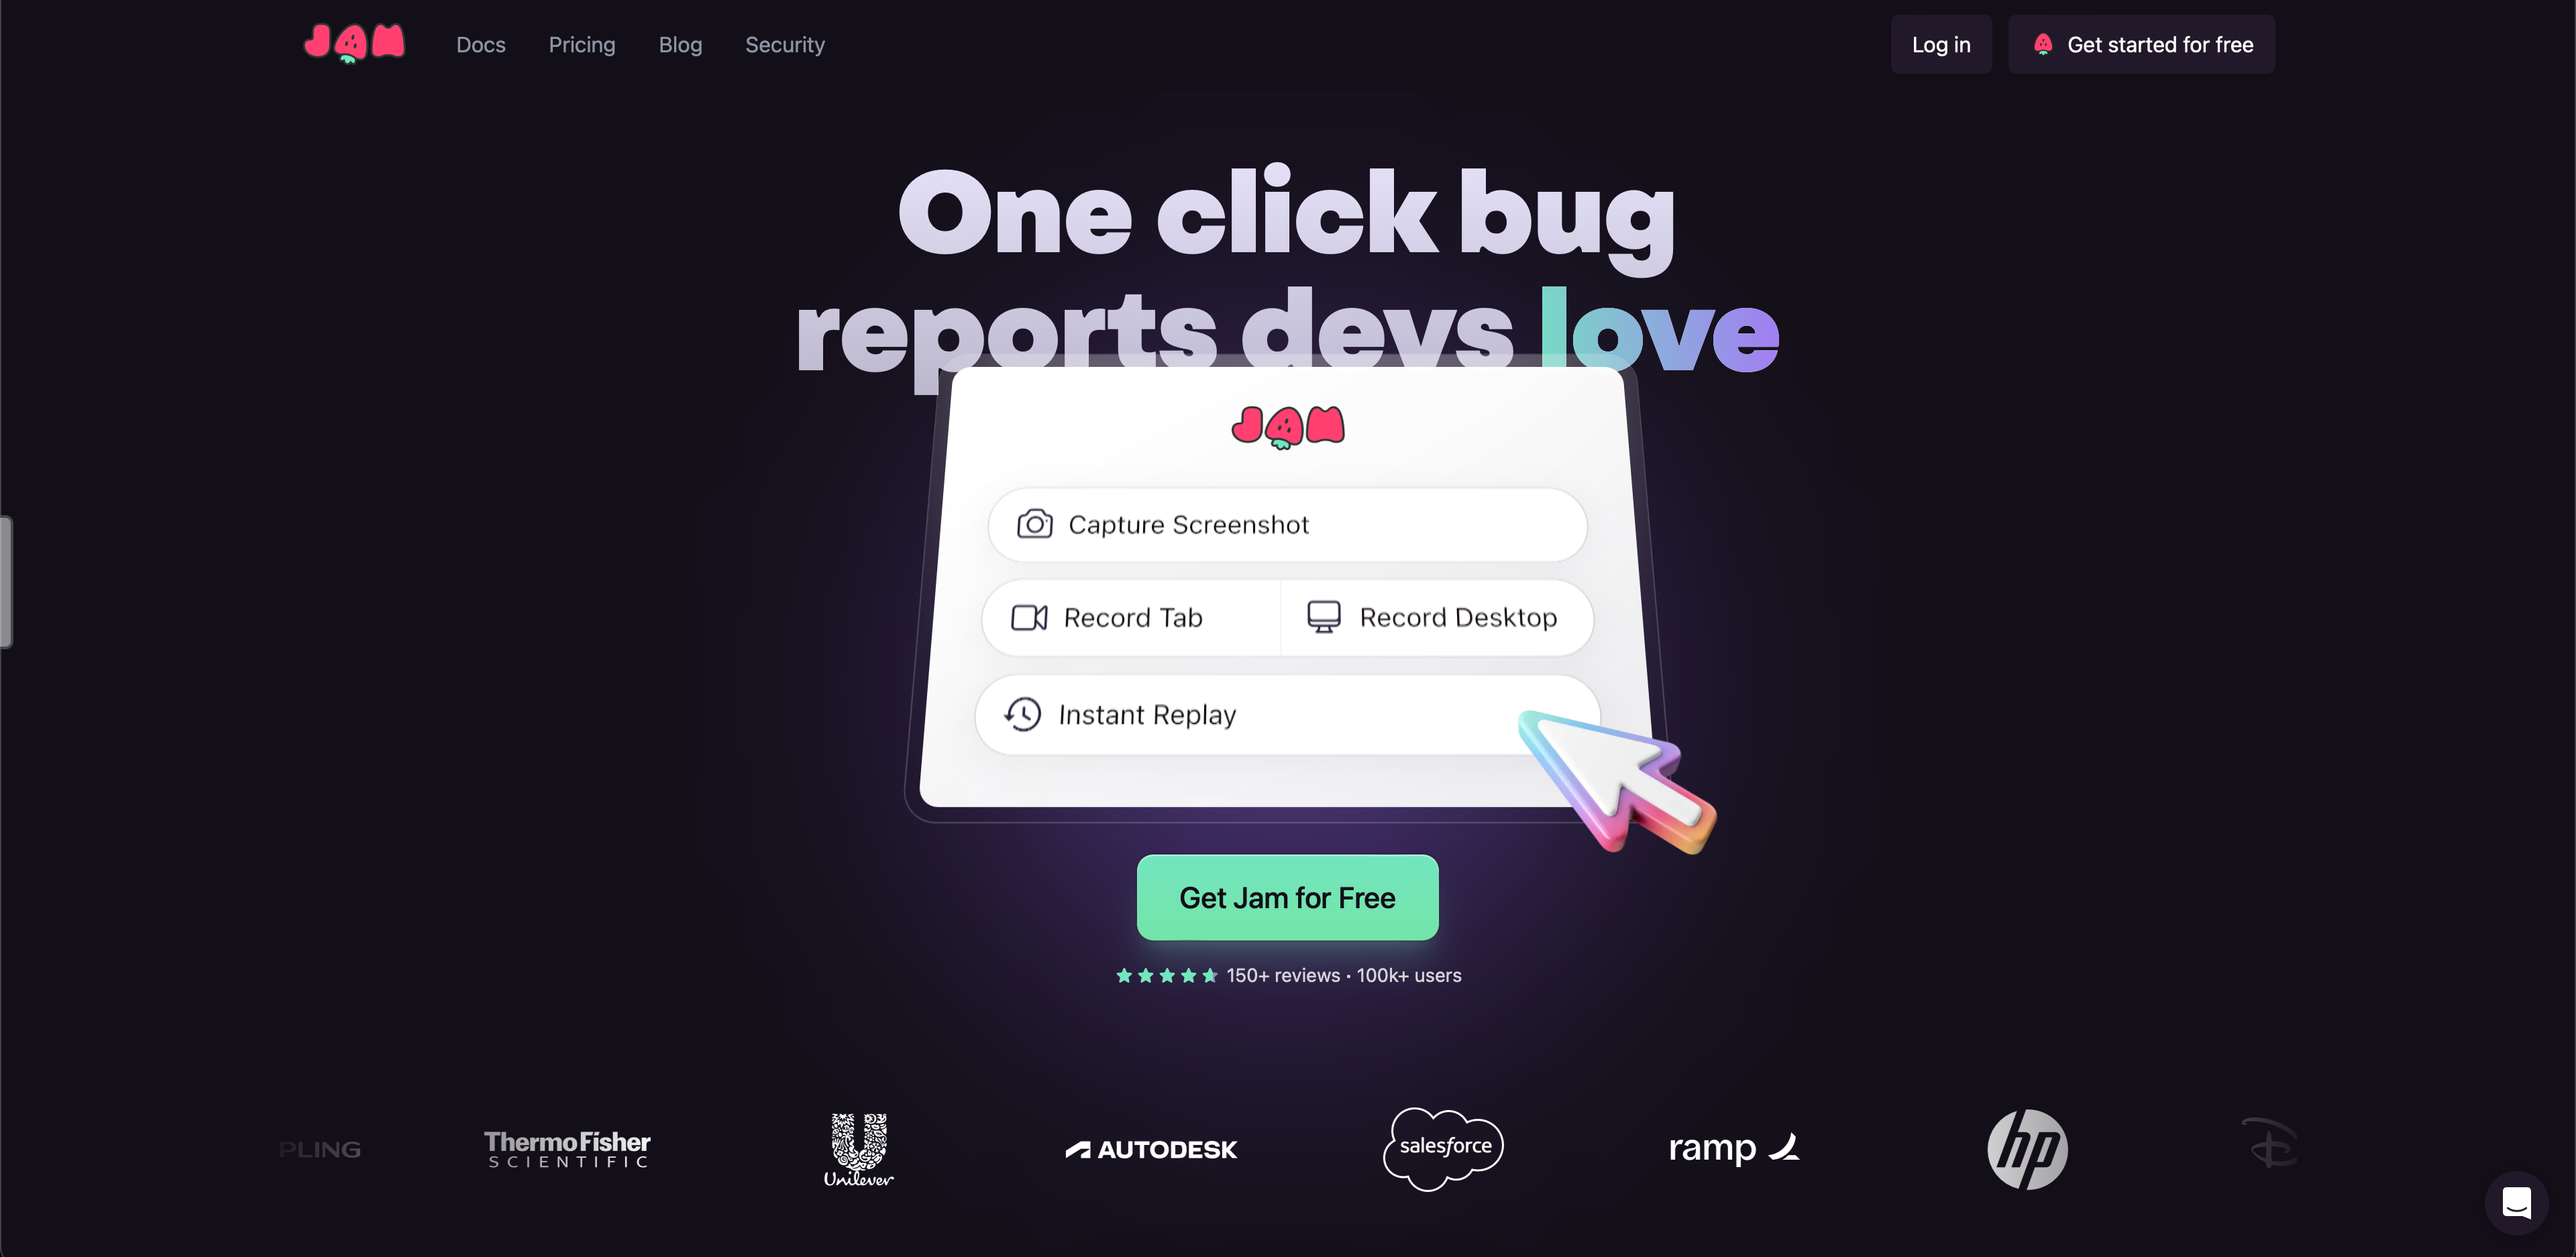 JAM
Docs
Pricing
Blog
Security
Log in
Get started for free
One click bug
reports devs love
JAM
Capture Screenshot
Record Tab
Record Desktop
Instant Replay
Get Jam for Free
150+ reviews · 100k+ users
PLING
ThermoFisher
SCIENTIFIC
Unilever
AUTODESK
salesforce
ramp
hp
D